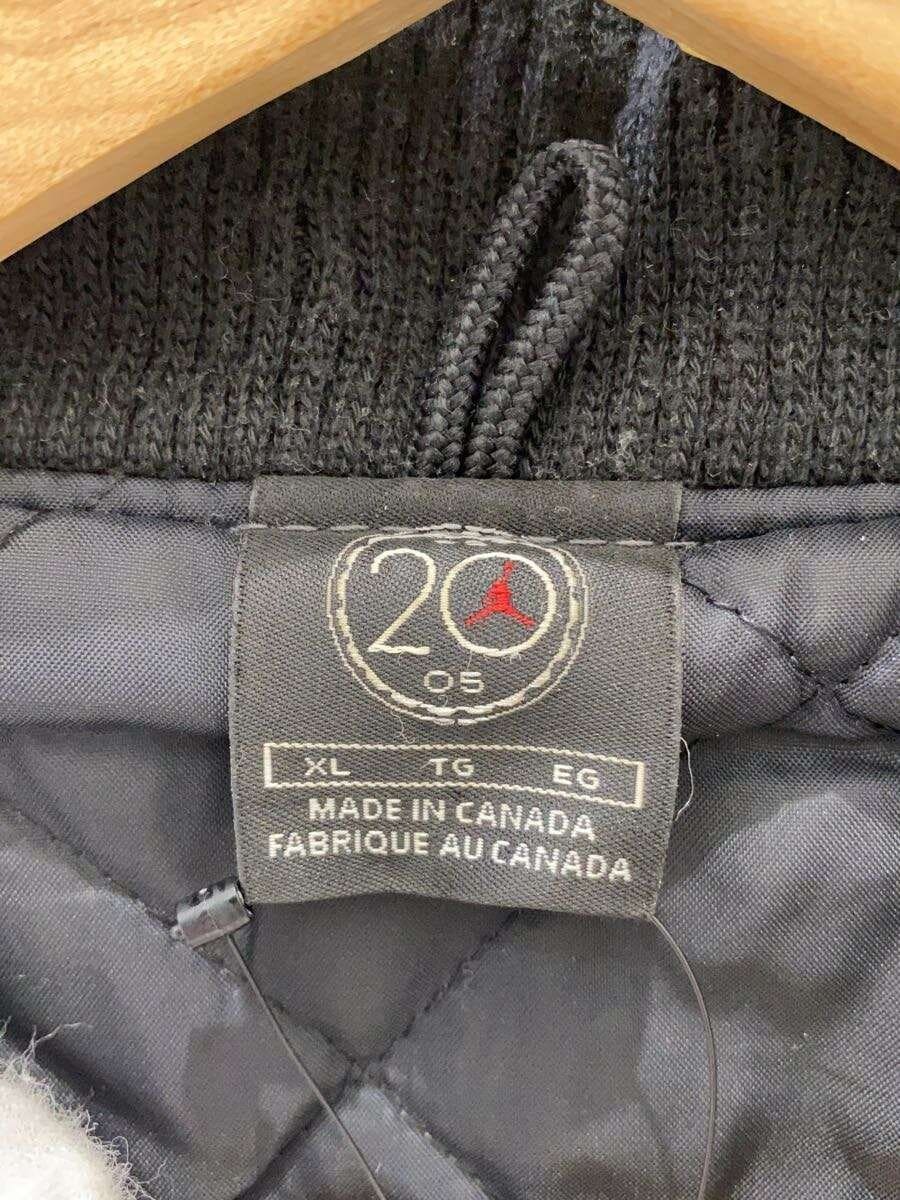 20
05
XL TG EG
MADE IN CANADA
FABRIQUE AU CANADA